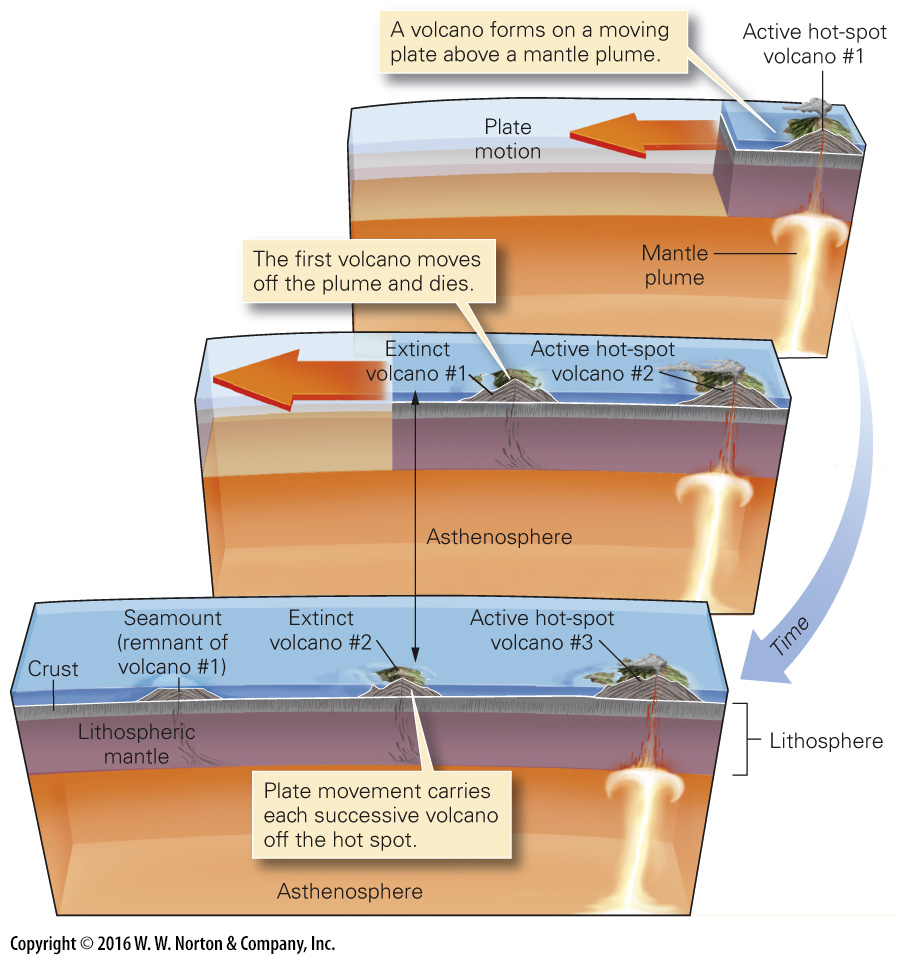 A volcano forms on a moving
plate above a mantle plume.
Active hot-spot
volcano #1
Plate
motion
Mantle
plume
The first volcano moves
off the plume and dies.
Extinct
volcano #1
Active hot-spot
volcano #2
Asthenosphere
Time
Seamount
(remnant of
volcano #1)
Extinct
volcano #2
Active hot-spot
volcano #3
Crust
Lithospheric
mantle
Lithosphere
Plate movement carries
each successive volcano
off the hot spot.
Asthenosphere
Copyright © 2016 W. W. Norton & Company, Inc.